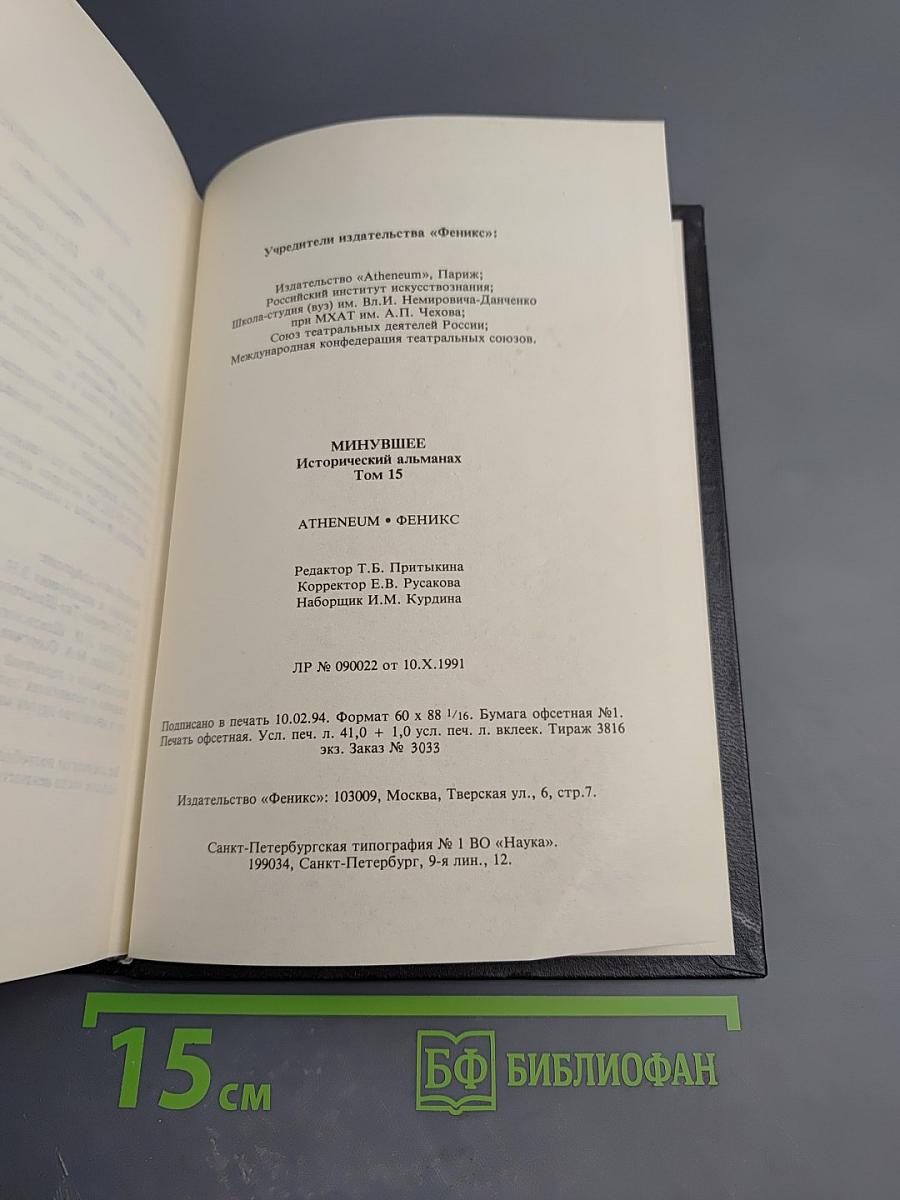 Учредители издательства «Феникс»:
Издательство «Atheneum», Париж;
Российский институт искусствознания;
Школа-студия (вуз) им. Вл.И. Немировича-Данченко
при МХАТ им. А.П. Чехова;
Союз театральных деятелей России;
Международная конфедерация театральных союзов.
МИНУВШЕЕ
Исторический альманах
Том 15
ATHENEUM • ФЕНИКС
Редактор Т.Б. Притыкина
Корректор Е.В. Русакова
Наборщик И.М. Курдина
ЛР № 090022 от 10.X.1991
Подписано в печать 10.02.94. Формат 60 x 88 1/16. Бумага офсетная №1.
Печать офсетная. Усл. печ. л. 41,0 + 1,0 усл. печ. л. вклеек. Тираж 3816
экз. Заказ № 3033
Издательство «Феникс»: 103009, Москва, Тверская ул., 6, стр.7.
Санкт-Петербургская типография № 1 ВО «Наука».
199034, Санкт-Петербург, 9-я лин., 12.
15 см
БФ БИБЛИОФАН